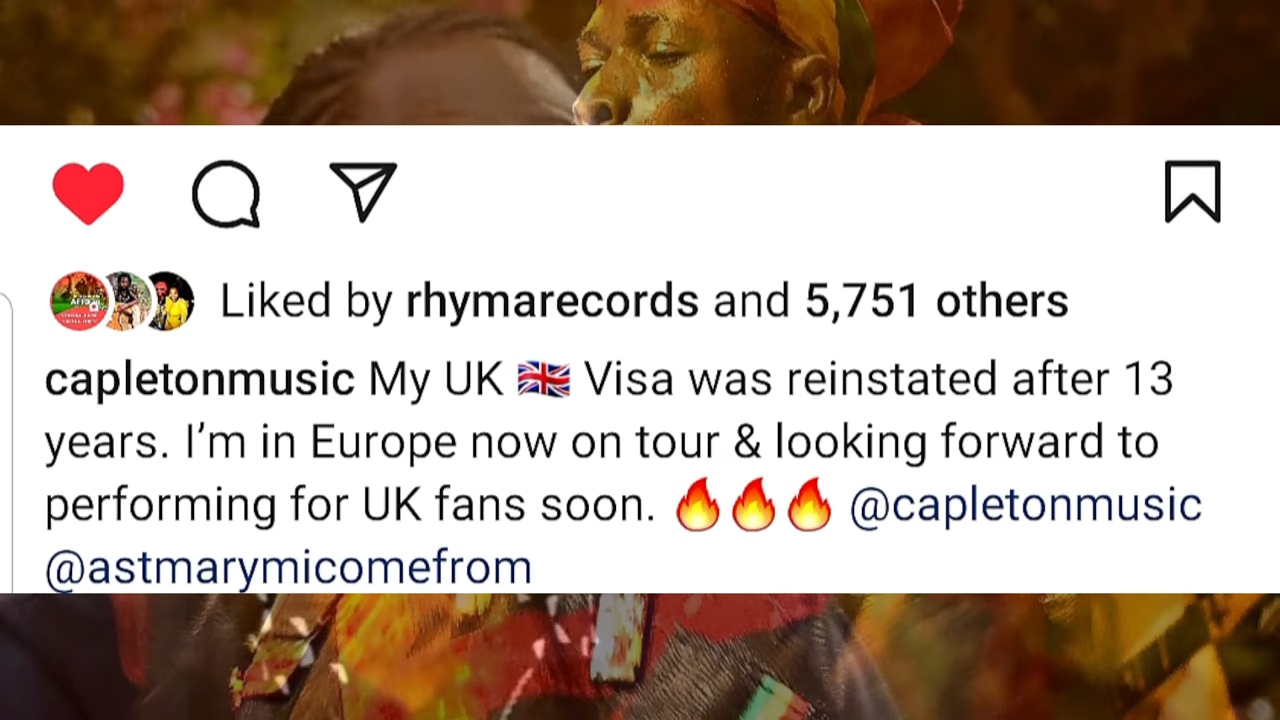 Liked by rhymarecords and 5,751 others
capletonmusic My UK 🇬🇧 Visa was reinstated after 13
years. I’m in Europe now on tour & looking forward to
performing for UK fans soon. 🔥🔥🔥 @capletonmusic
@astmarymicomefrom